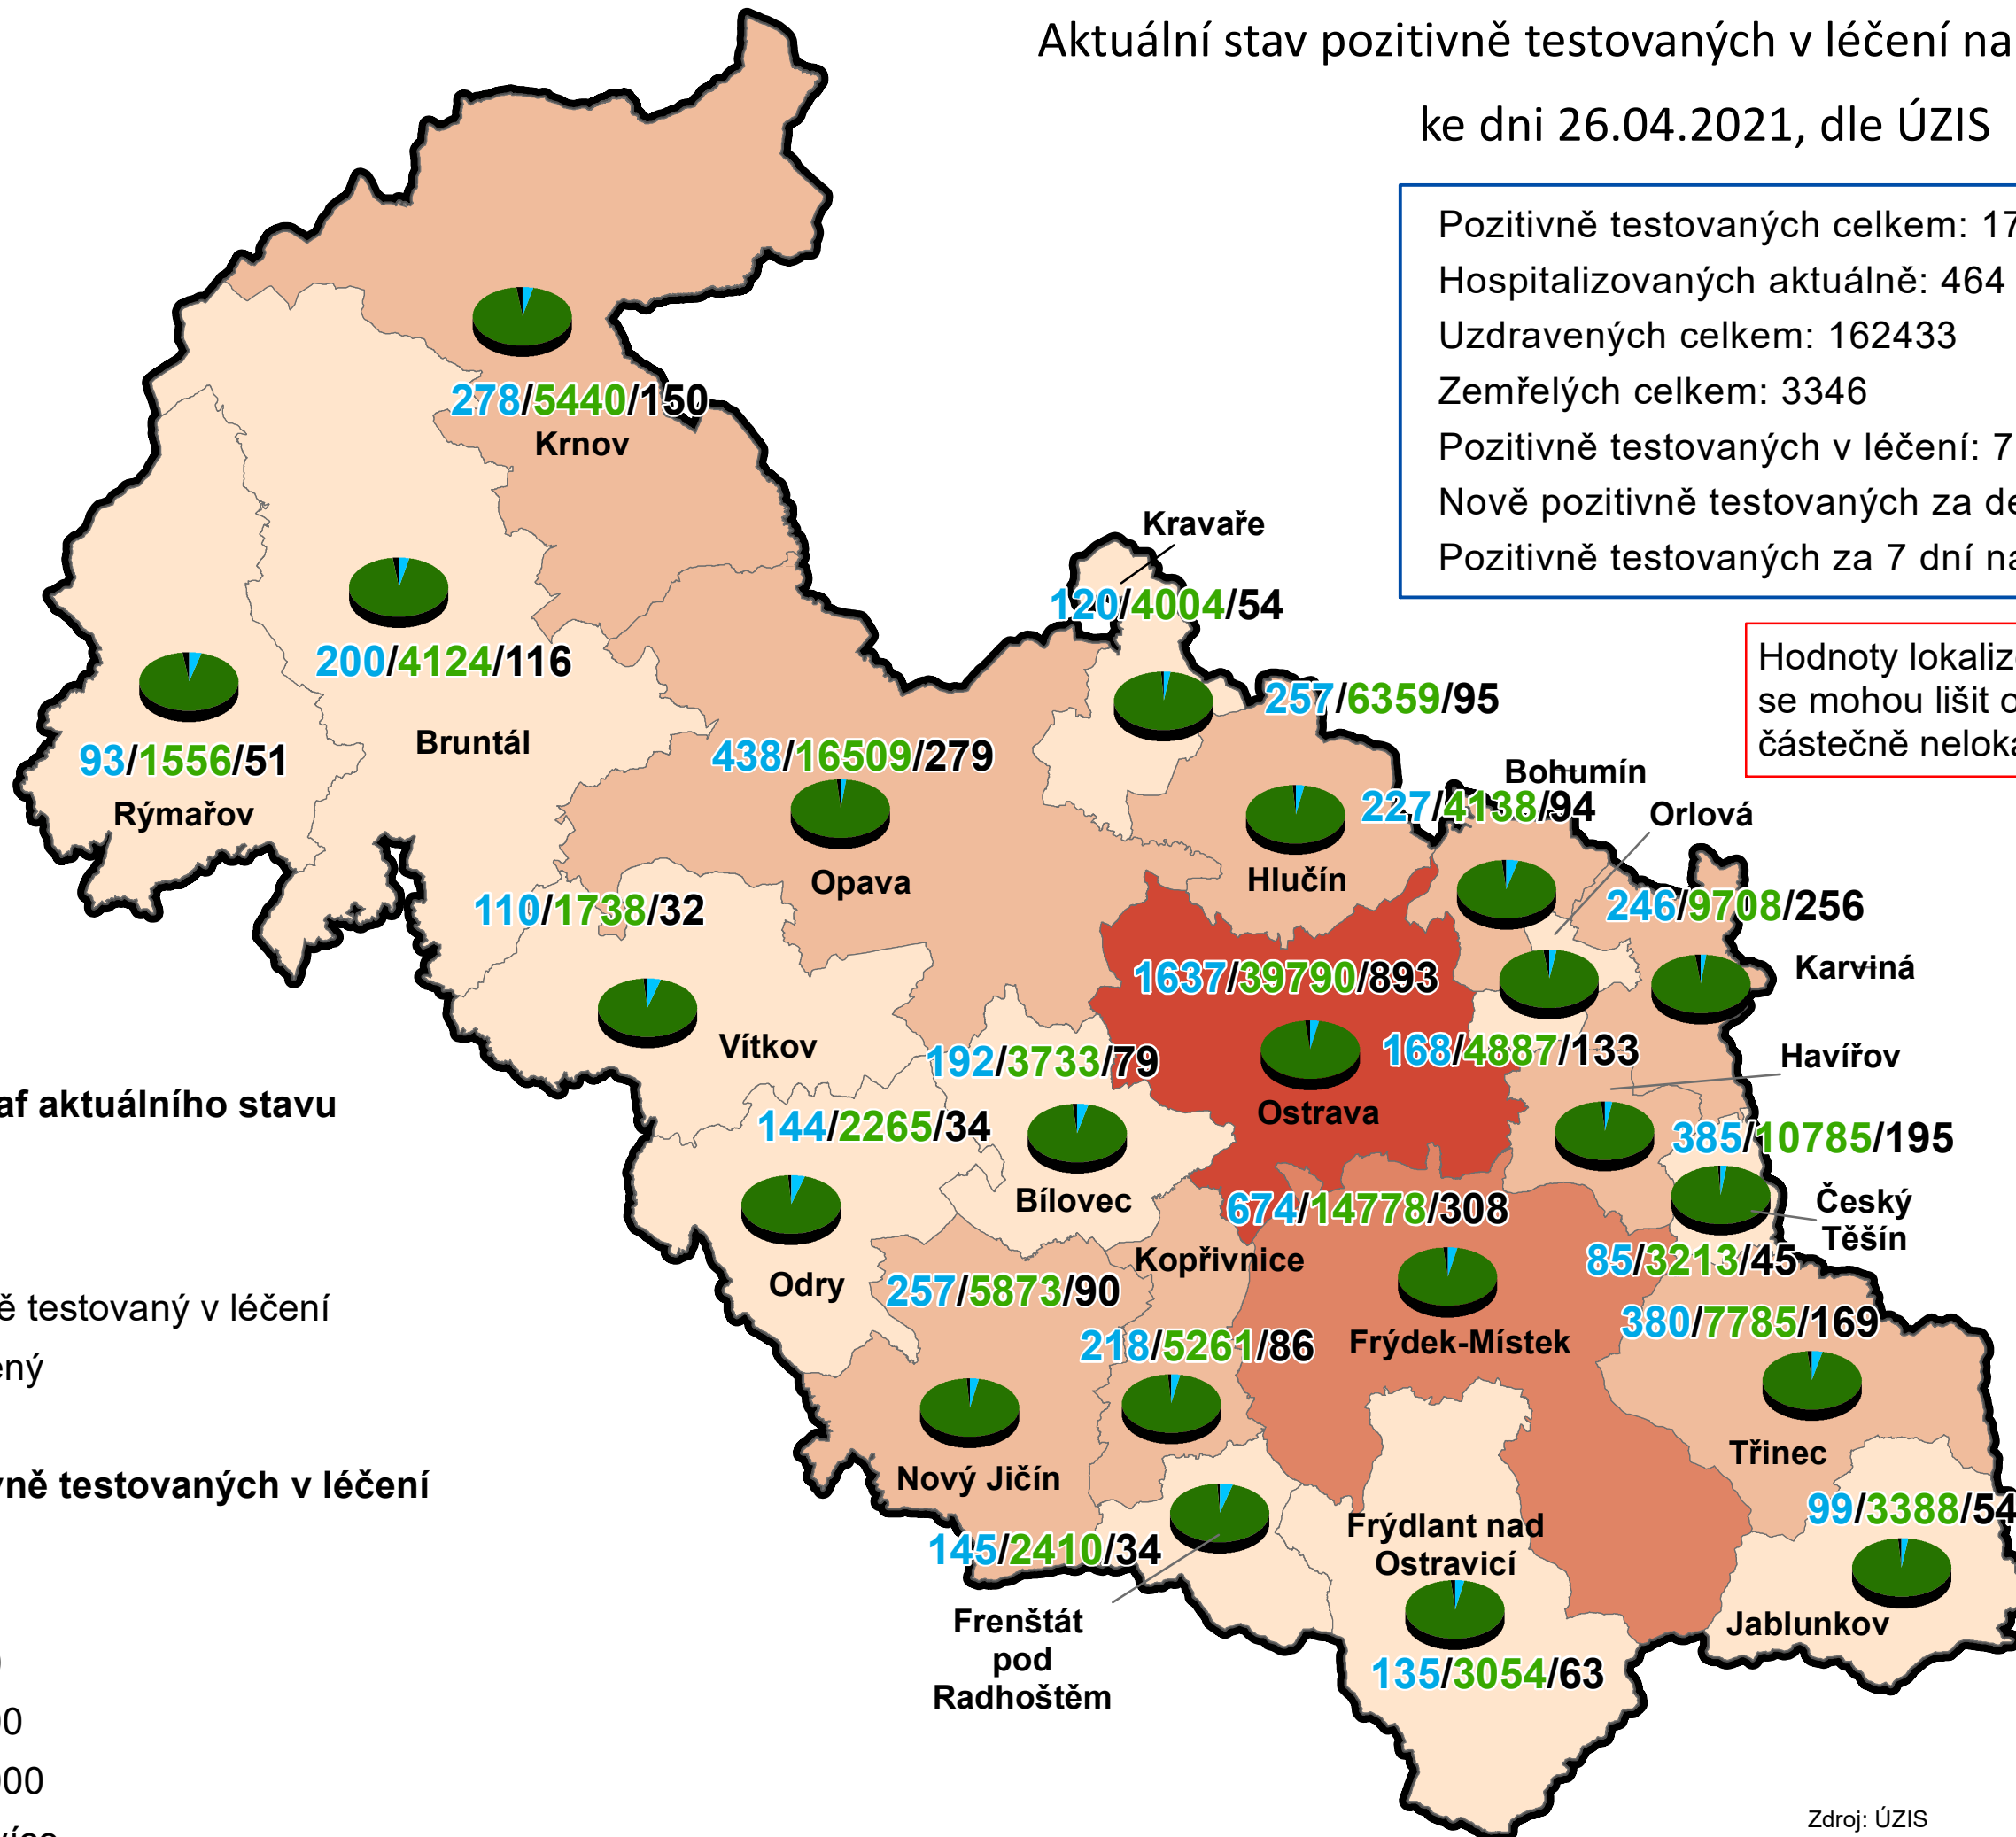 Aktuální stav pozitivně testovaných v léčení na
ke dni 26.04.2021, dle ÚZIS
Pozitivně testovaných celkem: 17
Hospitalizovaných aktuálně: 464
Uzdravených celkem: 162433
Zemřelých celkem: 3346
Pozitivně testovaných v léčení: 7
Nově pozitivně testovaných za de
Pozitivně testovaných za 7 dní na
278/5440/150
Krnov
Kravaře
120/4004/54
Hodnoty lokaliz
se mohou lišit o
částečně neloka
200/4124/116
Bruntál
93/1556/51
Rýmařov
257/6359/95
Hlučín
438/16509/279
Opava
Bohumín
227/4138/94
Orlová
110/1738/32
Vítkov
246/9708/256
Karviná
1637/39790/893
Ostrava
168/4887/133
Havířov
192/3733/79
Bílovec
144/2265/34
Odry
385/10785/195
Český
Těšín
85/3213/45
674/14778/308
Frýdek-Místek
Kopřivnice
257/5873/90
Nový Jičín
218/5261/86
380/7785/169
Třinec
99/3388/54
Jablunkov
145/2410/34
Frenštát
pod
Radhoštěm
Frýdlant nad
Ostravicí
135/3054/63
af aktuálního stavu
ě testovaný v léčení
ený
vně testovaných v léčení
00
000
Zdroj: ÚZIS